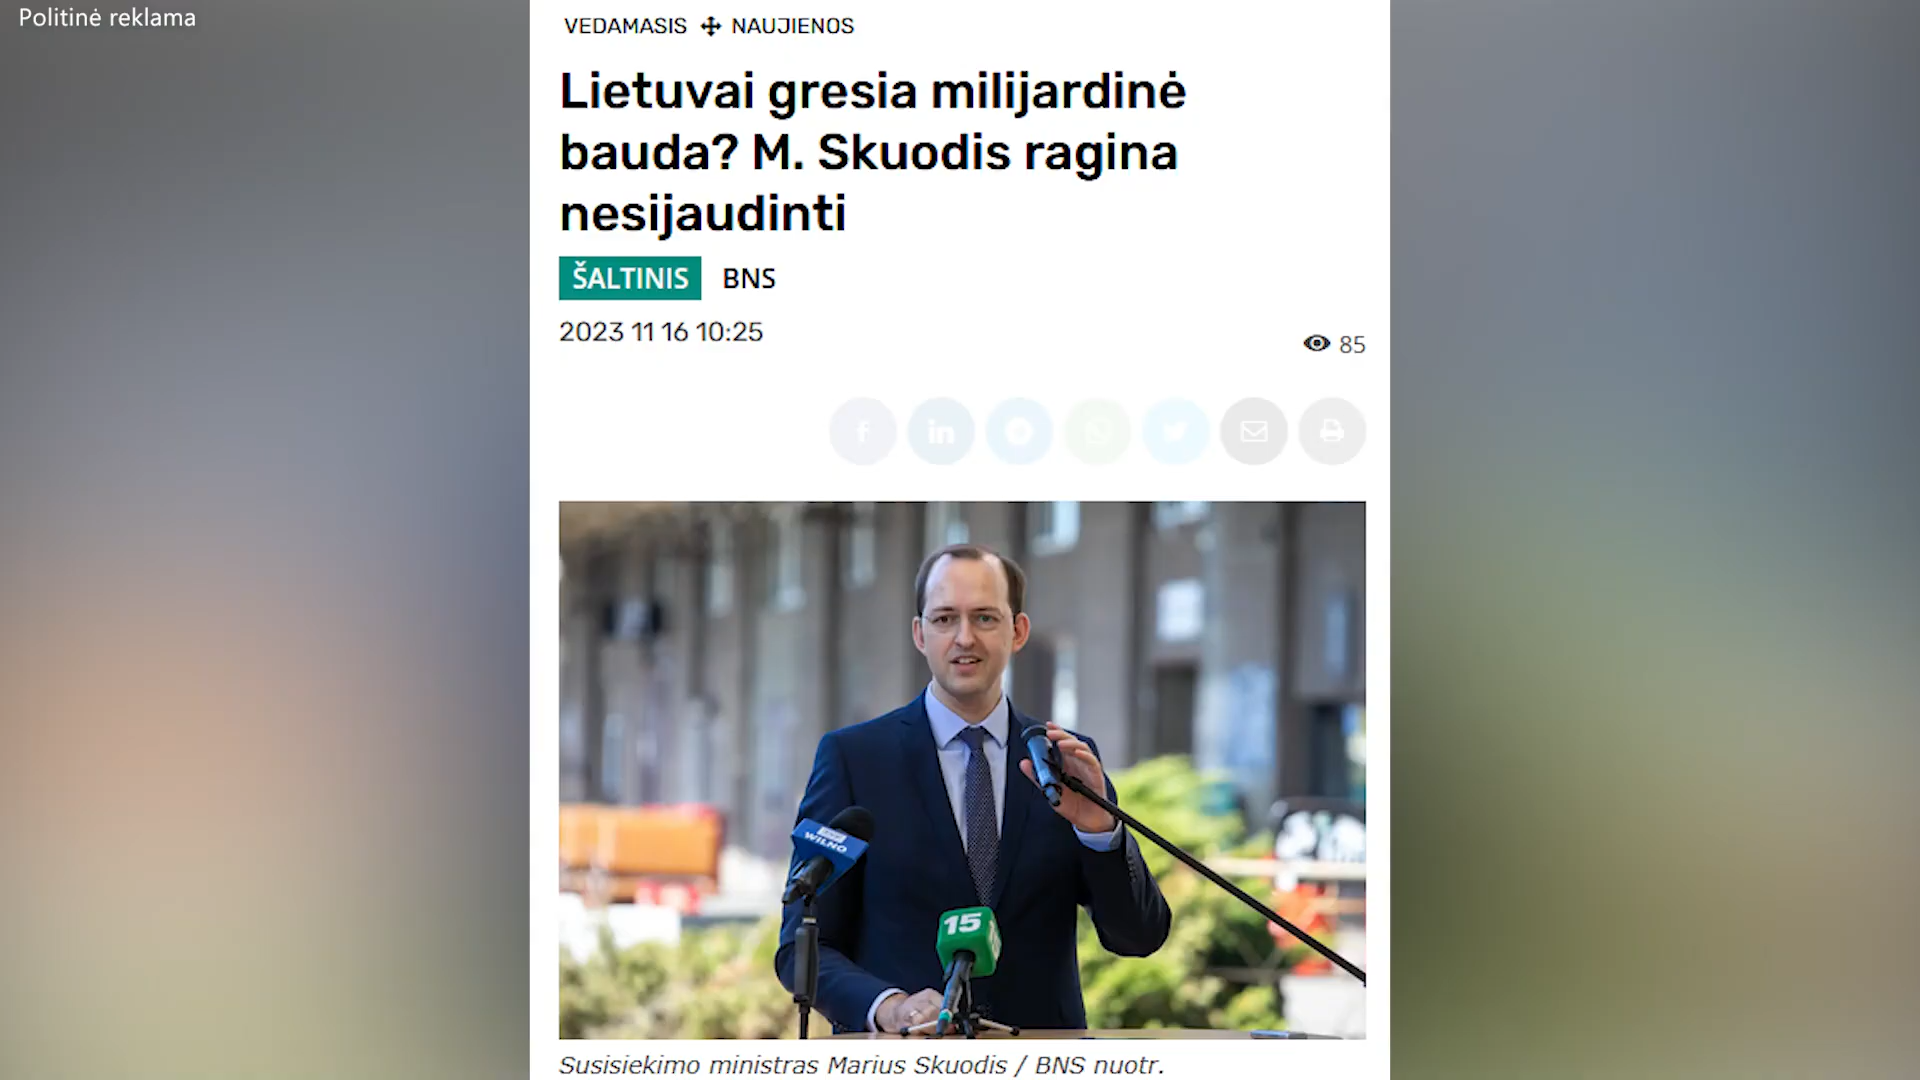 Politinė reklama
VEDAMASIS NAUJIENOS
Lietuvai gresia milijardinė
bauda? M. Skuodis ragina
nesijaudinti
ŠALTINIS BNS
2023 11 16 10:25
85
WILNO
15
Susisiekimo ministras Marius Skuodis / BNS nuotr.